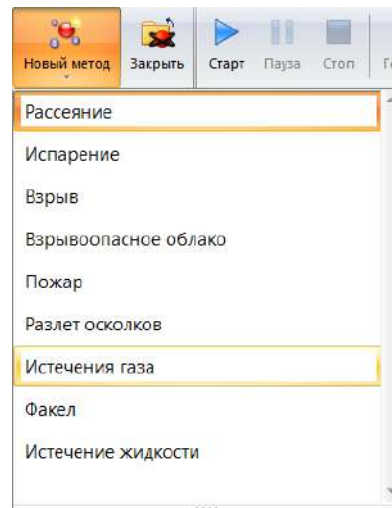 Новый метод Закрыть Старт Пауза Стоп
Рассеяние
Испарение
Взрыв
Взрывоопасное облако
Пожар
Разлет осколков
Истечения газа
Факел
Истечение жидкости